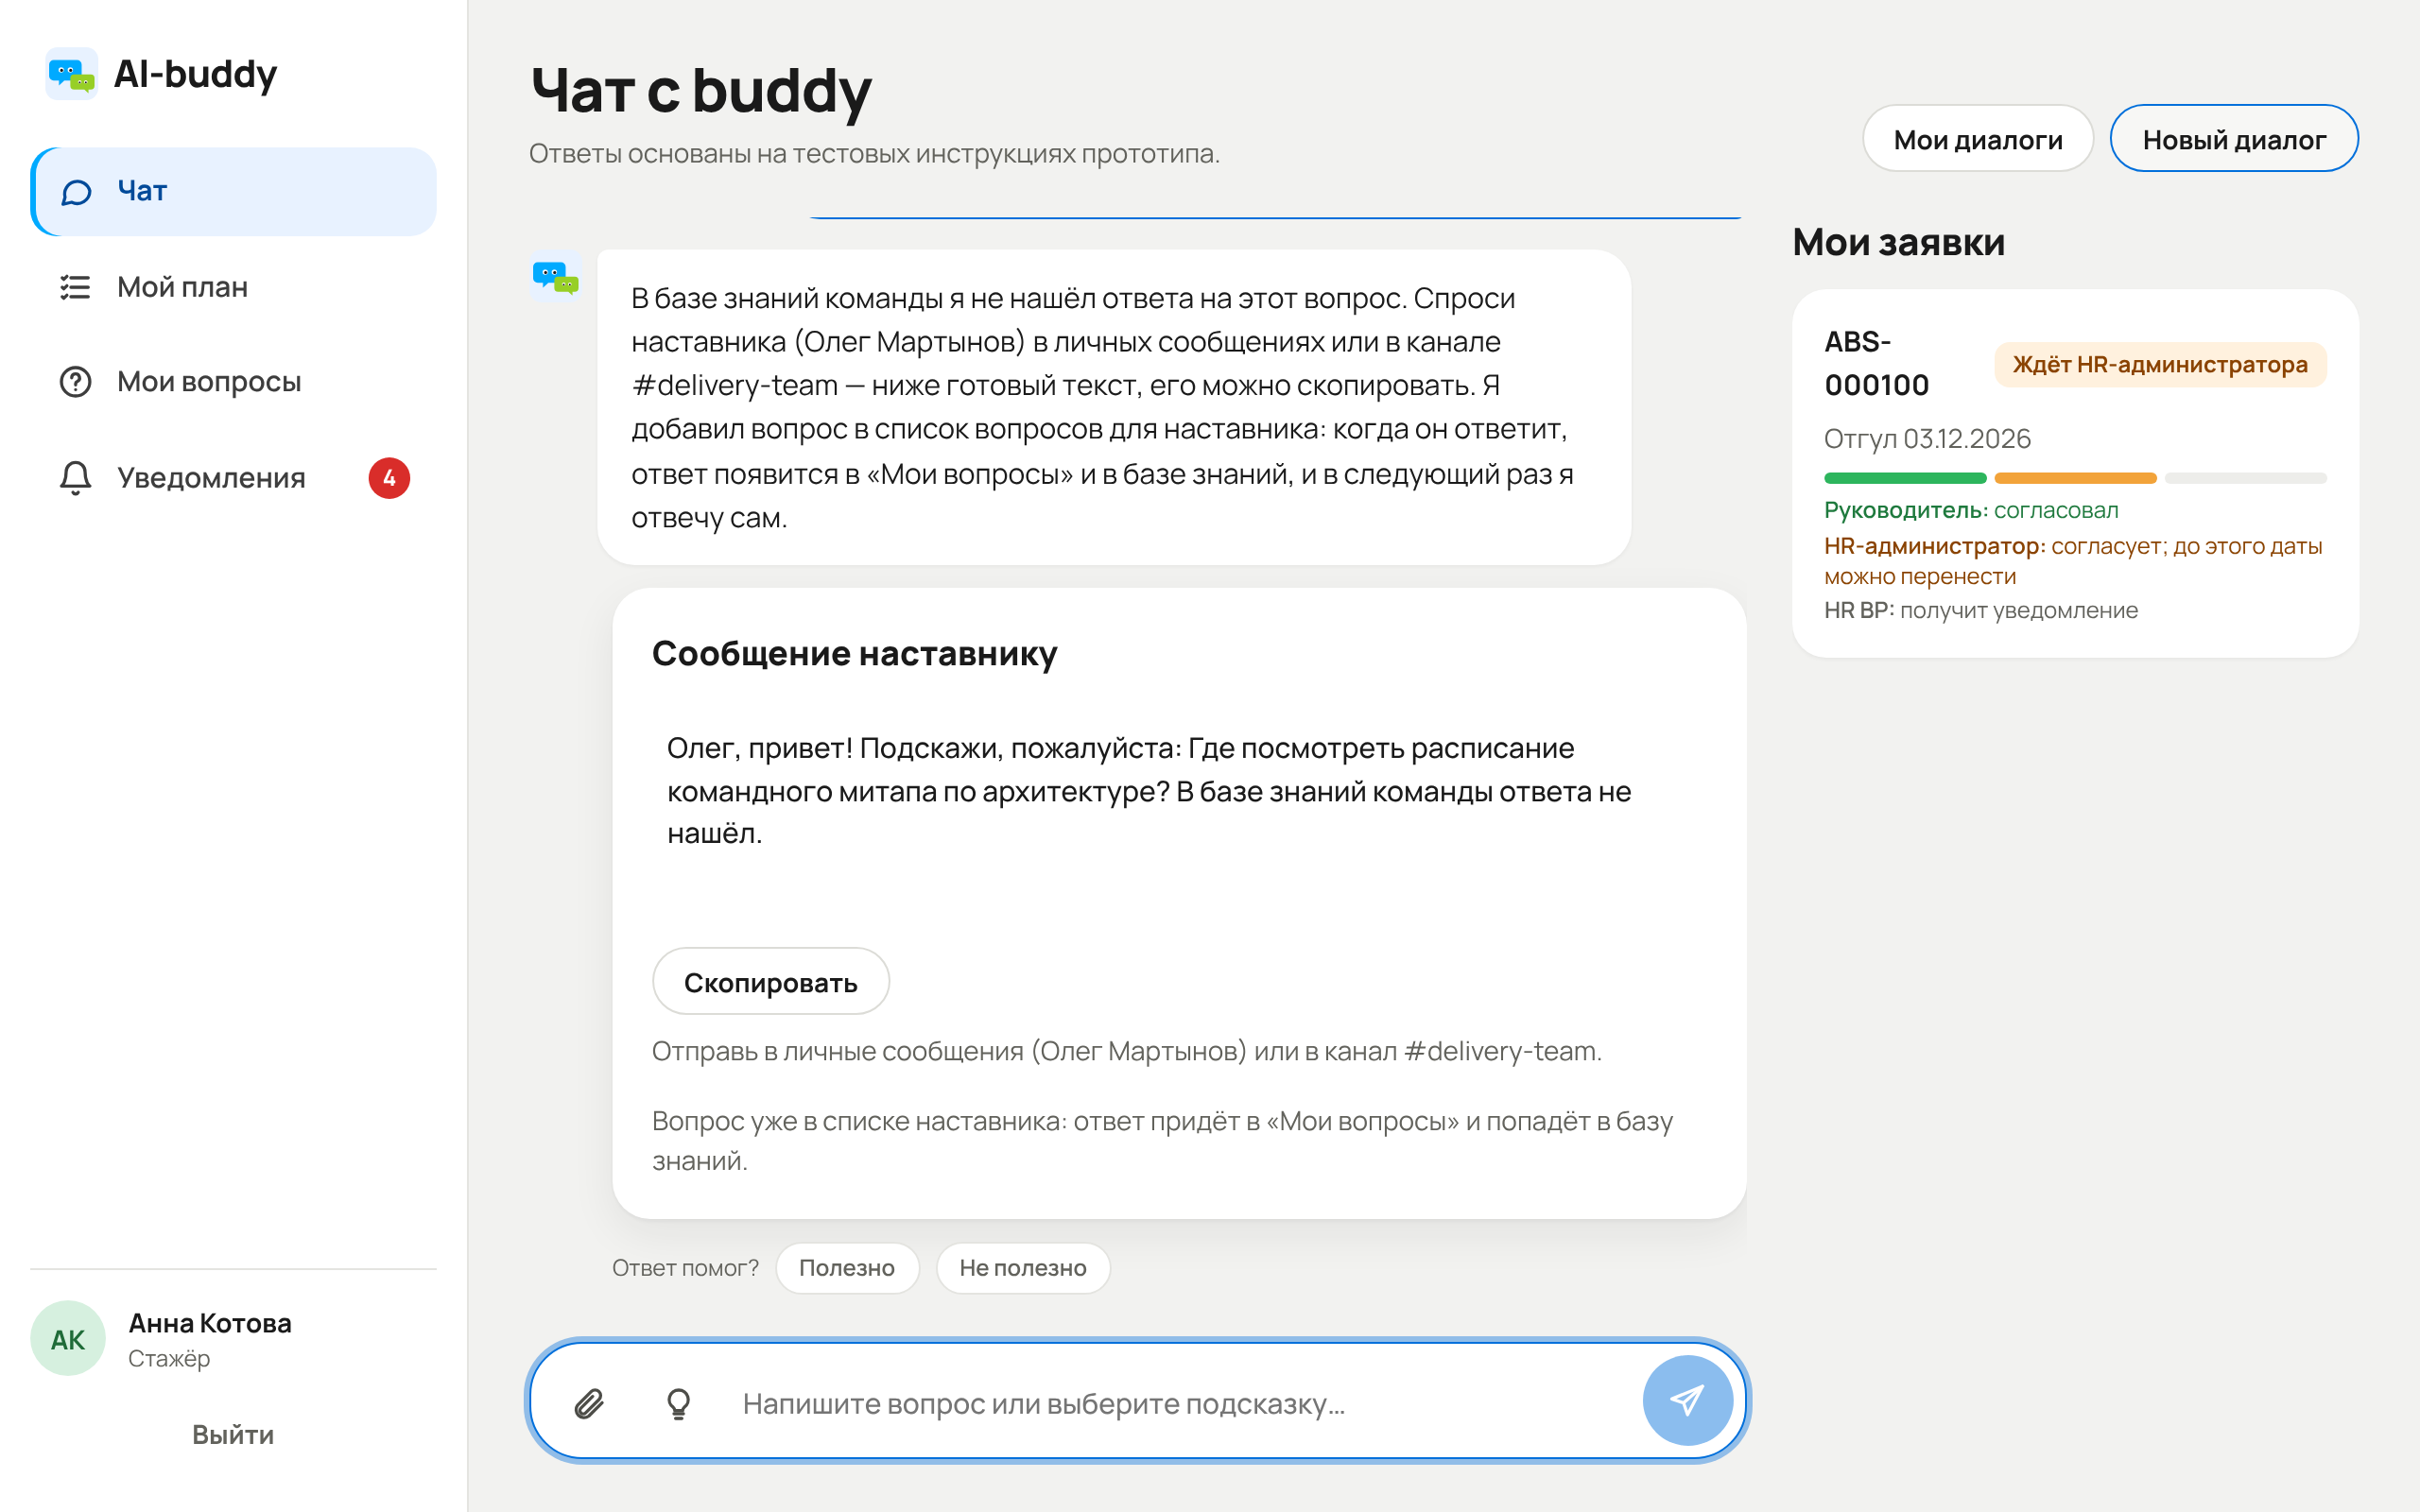 AI-buddy
Чат
Мой план
Мои вопросы
Уведомления
4
Анна Котова
Стажёр
АК
Выйти
Чат с buddy
Ответы основаны на тестовых инструкциях прототипа.
Мои диалоги
Новый диалог
В базе знаний команды я не нашёл ответа на этот вопрос. Спроси
наставника (Олег Мартынов) в личных сообщениях или в канале
#delivery-team — ниже готовый текст, его можно скопировать. Я
добавил вопрос в список вопросов для наставника: когда он ответит,
ответ появится в «Мои вопросы» и в базе знаний, и в следующий раз я
отвечу сам.
Сообщение наставнику
Олег, привет! Подскажи, пожалуйста: Где посмотреть расписание
командного митапа по архитектуре? В базе знаний команды ответа не
нашёл.
Скопировать
Отправь в личные сообщения (Олег Мартынов) или в канал #delivery-team.
Вопрос уже в списке наставника: ответ придёт в «Мои вопросы» и попадёт в базу
знаний.
Ответ помог?
Полезно
Не полезно
Напишите вопрос или выберите подсказку...
Мои заявки
ABS-
000100
Ждёт HR-администратора
Отгул 03.12.2026
Руководитель: согласовал
HR-администратор: согласует; до этого даты
можно перенести
HR BP: получит уведомление